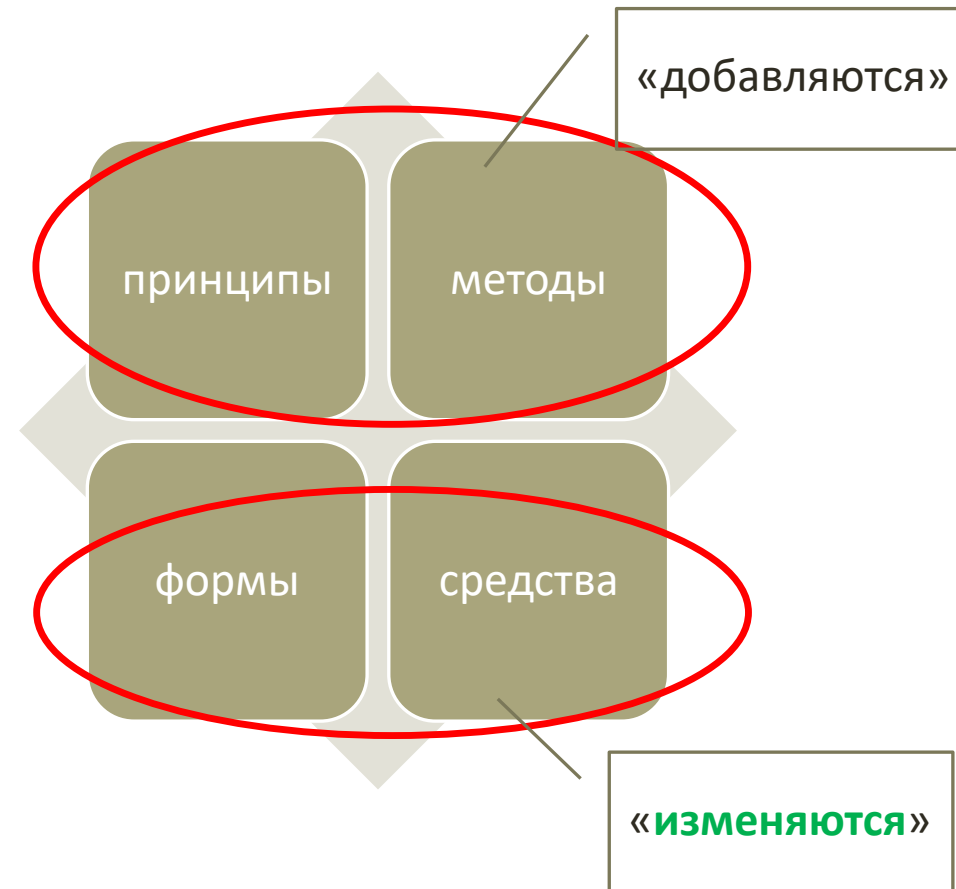 «добавляются»
принципы
методы
формы
средства
«изменяются»